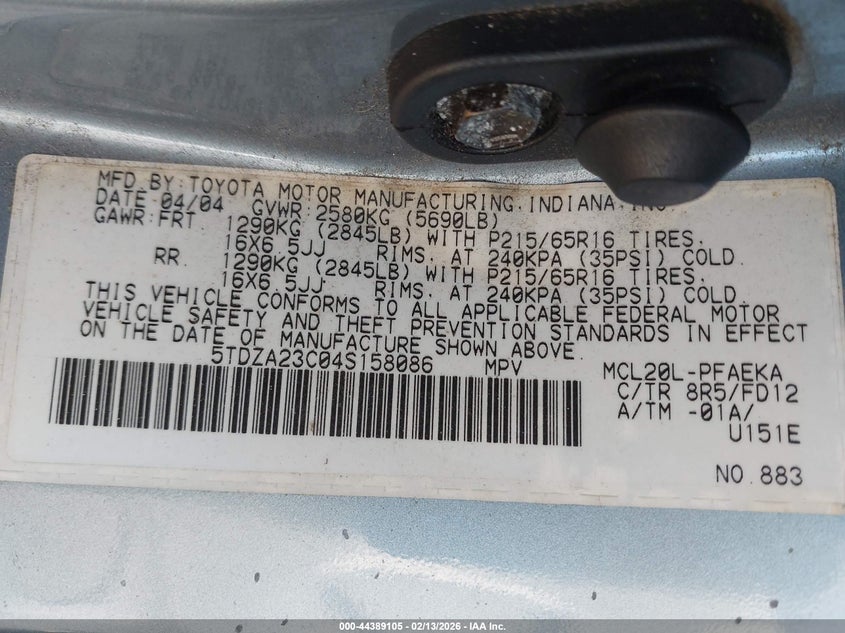 MFD. BY: TOYOTA MOTOR MANUFACTURING, INDIANA, INC.
DATE 04/04 GVWR: 2580KG (5690LB)
GAWR: FRT 1290KG (2845LB) WITH P215/65R16 TIRES.
16X6.5JJ RIMS. AT 240KPA (35PSI) COLD.
RR. 1290KG (2845LB) WITH P215/65R16 TIRES.
16X6.5JJ RIMS. AT 240KPA (35PSI) COLD.
THIS VEHICLE CONFORMS TO ALL APPLICABLE FEDERAL MOTOR
VEHICLE SAFETY AND THEFT PREVENTION STANDARDS IN EFFECT
ON THE DATE OF MANUFACTURE SHOWN ABOVE.
5TDZA23C04S158086 MPV MCL20L-PFAEKA
C/TR 8R5/FD12
A/TM -01A/
U151E
NO.883
000-44389105 - 02/13/2026 - IAA Inc.